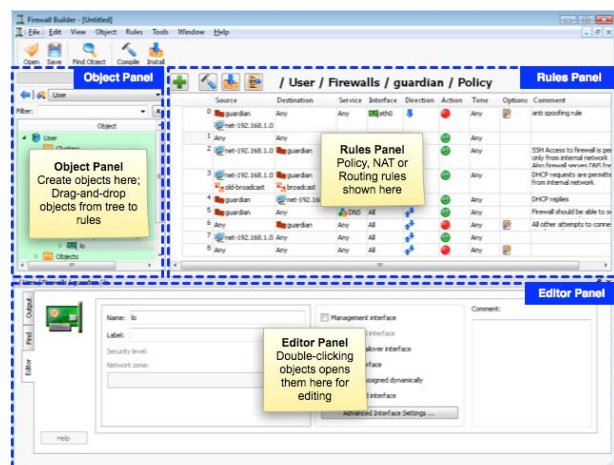 Firewall Builder - [Untitled]
File Edit View Object Rules Tools Window Help
Open Save Find Object Compile Install
Object Panel
Rules Panel
User
/ User / Firewalls / guardian / Policy
Filter:
Object
Source Destination Service Interface Direction Action Time Options Comment
0 guardian Any Any eth0 Any anti spoofing rule
net-192.168.1.0
1 Any Any Any
2 net-192.168.1.0 guardian Any SSH Access to firewall is
only from internal network
Also firewall serves DNS for
3 net-192.168.1.0 guardian Any DHCP requests are
from internal network.
old-broadcast broadcast
4 guardian Any DHCP replies
5 guardian Any DNS All Any Firewall should be able to
6 Any guardian Any All Any All other attempts to
7 net-192.168.1.0 Any Any All Any
8 Any Any Any All Any
User
Object Panel
Create objects here;
Drag-and-drop
objects from tree to
rules
lo
Objects
Rules Panel
Policy, NAT or
Routing rules
shown here
Editor Panel
Output
Find
Editor
Name: lo
Label:
Security level:
Network zone:
Management interface
interface
assigned dynamically
Advanced Interface Settings ...
Comment:
Editor Panel
Double-clicking
objects opens
them here for
editing
Help